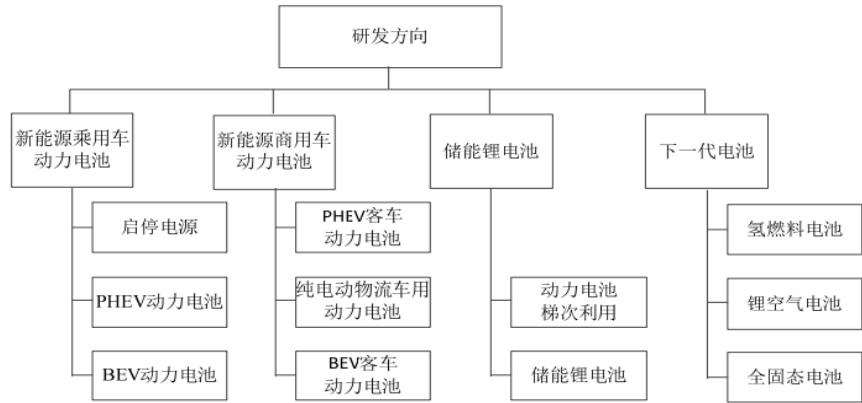 研发方向
新能源乘用车
动力电池
新能源商用车
动力电池
储能锂电池
下一代电池
启停电源
PHEV动力电池
BEV动力电池
PHEV客车
动力电池
纯电动物流车用
动力电池
BEV客车
动力电池
动力电池
梯次利用
储能锂电池
氢燃料电池
锂空气电池
全固态电池